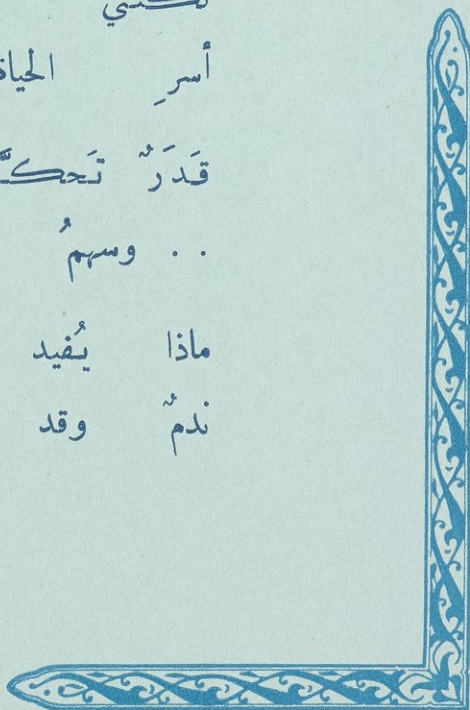 أسرِ
قَدَرٌ
. . وسهمُ
ماذا يُفيد
ندمٌ وقد